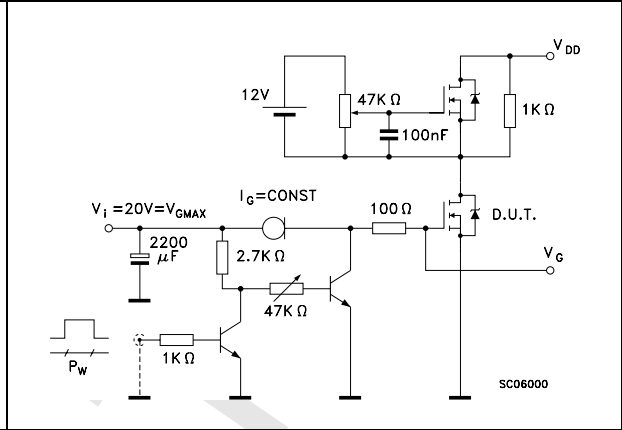 V DD
12V
47K Ω
1K Ω
100nF
I G =CONST
V i =20V=V GMAX
100 Ω
D.U.T.
2200
μF
2.7K Ω
V G
47K Ω
1K Ω
P W
SC06000